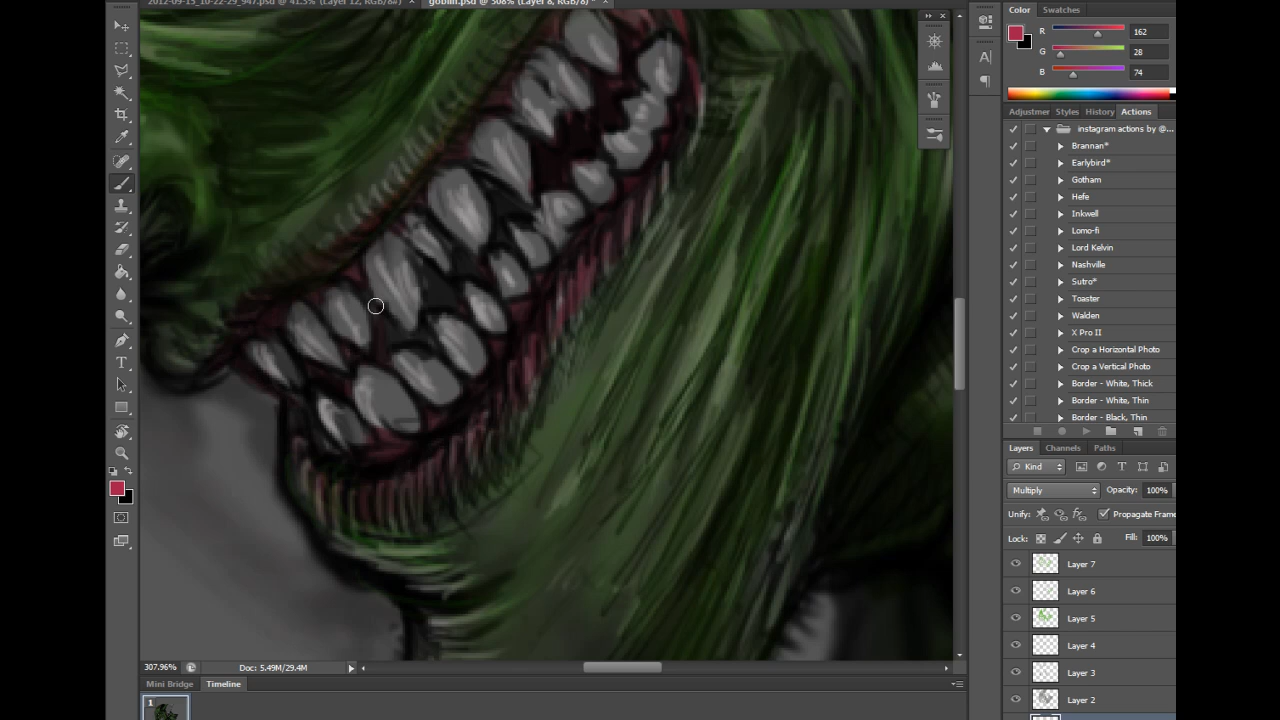 2012-09-15_10-22-29_947.psd @ 41.3% (Layer 12, RGB/8#) ×
goblin.psd @ 308% (Layer 8, RGB/8) * ×
Color Swatches
R 162
G 28
B 74
Adjustmer Styles History Actions
instagram actions by @...
Brannan*
Earlybird*
Gotham
Hefe
Inkwell
Lomo-fi
Lord Kelvin
Nashville
Sutro*
Toaster
Walden
X Pro II
Crop a Horizontal Photo
Crop a Vertical Photo
Border - White, Thick
Border - White, Thin
Border - Black, Thin
Layers Channels Paths
Kind
Multiply Opacity: 100%
Unify: Propagate Frame
Lock: Fill: 100%
Layer 7
Layer 6
Layer 5
Layer 4
Layer 3
Layer 2
307.96% Doc: 5.49M/29.4M
Mini Bridge Timeline
1